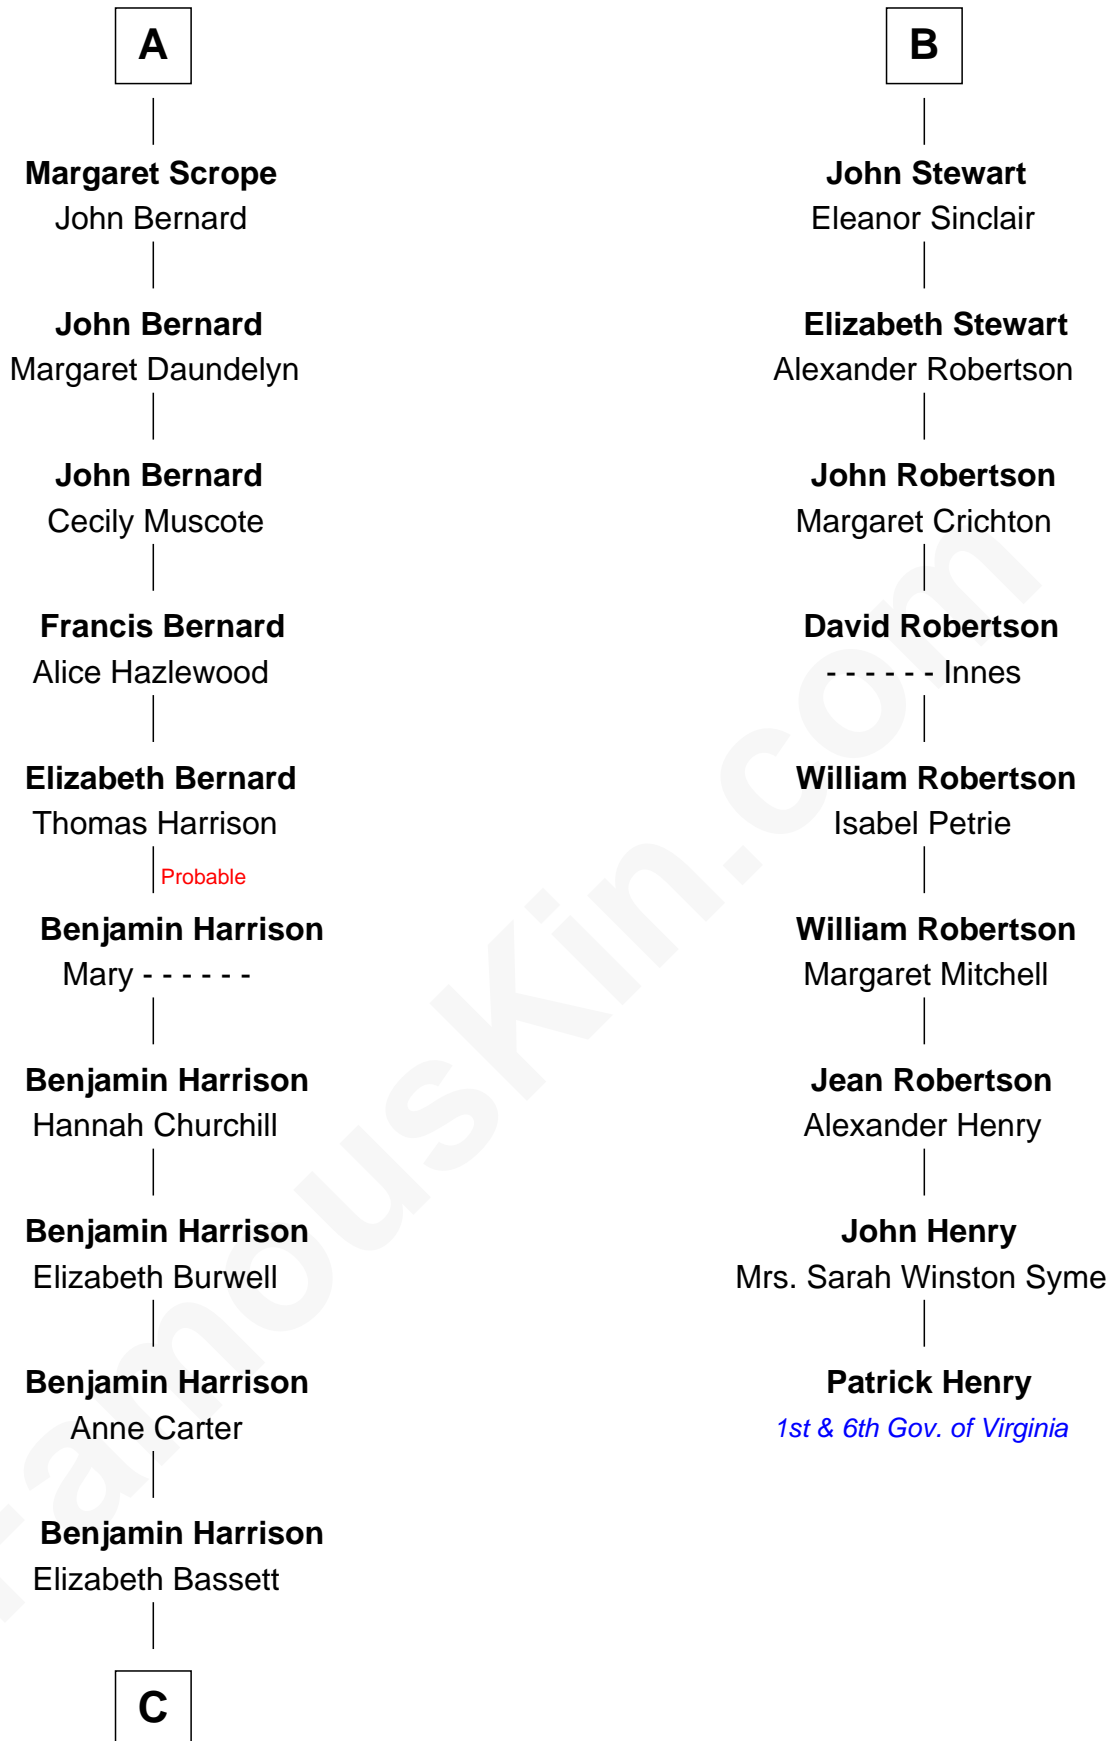 A
Margaret Scrope
John Bernard
John Bernard
Margaret Daundelyn
John Bernard
Cecily Muscote
Francis Bernard
Alice Hazlewood
Elizabeth Bernard
Thomas Harrison
Probable
Benjamin Harrison
Mary - - - - - -
Benjamin Harrison
Hannah Churchill
Benjamin Harrison
Elizabeth Burwell
Benjamin Harrison
Anne Carter
Benjamin Harrison
Elizabeth Bassett
C
B
John Stewart
Eleanor Sinclair
Elizabeth Stewart
Alexander Robertson
John Robertson
Margaret Crichton
David Robertson
- - - - - - Innes
William Robertson
Isabel Petrie
William Robertson
Margaret Mitchell
Jean Robertson
Alexander Henry
John Henry
Mrs. Sarah Winston Syme
Patrick Henry
1st & 6th Gov. of Virginia
FamousKin.com